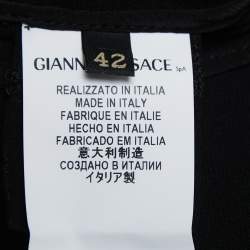 42
GIANN SACE SpA
REALIZZATO IN ITALIA
MADE IN ITALY
FABRIQUE EN ITALIE
HECHO EN ITALIA
FABRICADO EM ITÁLIA
意大利制造
СОЗДАНО В ИТАЛИИ
イタリア製